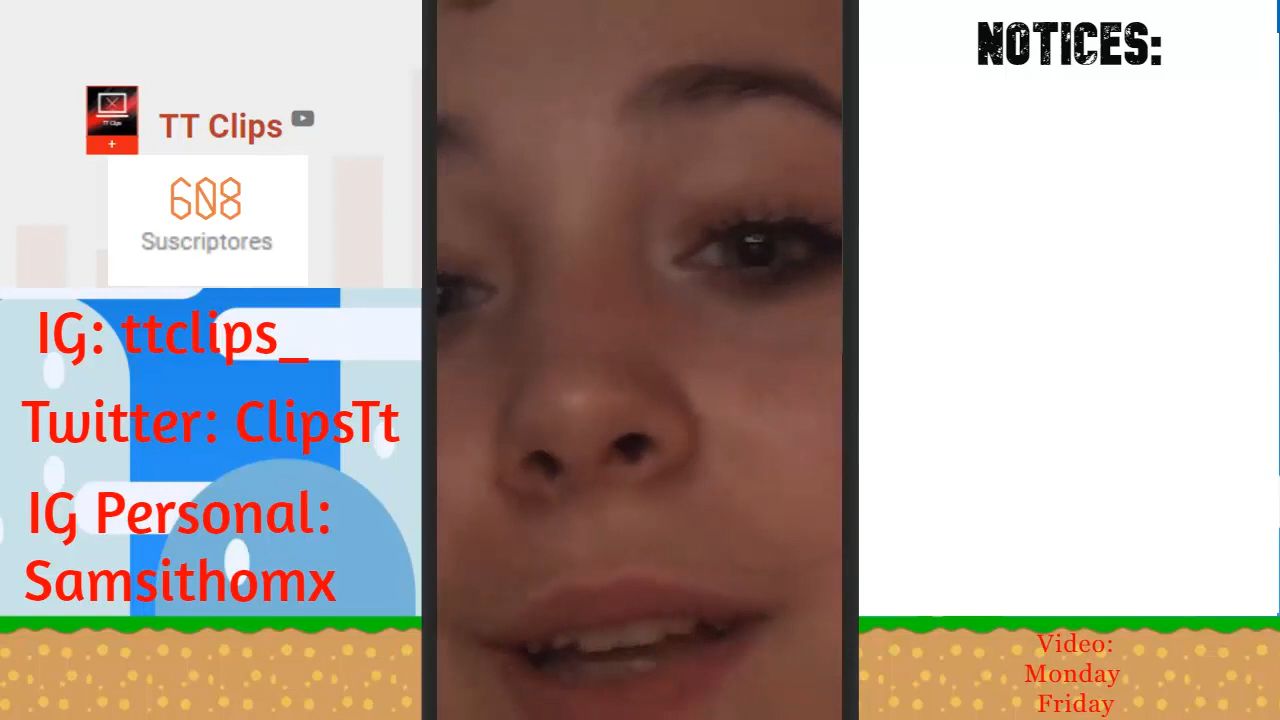 TT Clips
608
Suscriptores
IG: ttclips_
Twitter: ClipsTt
IG Personal:
Samsithomx
NOTICES:
Video:
Monday
Friday